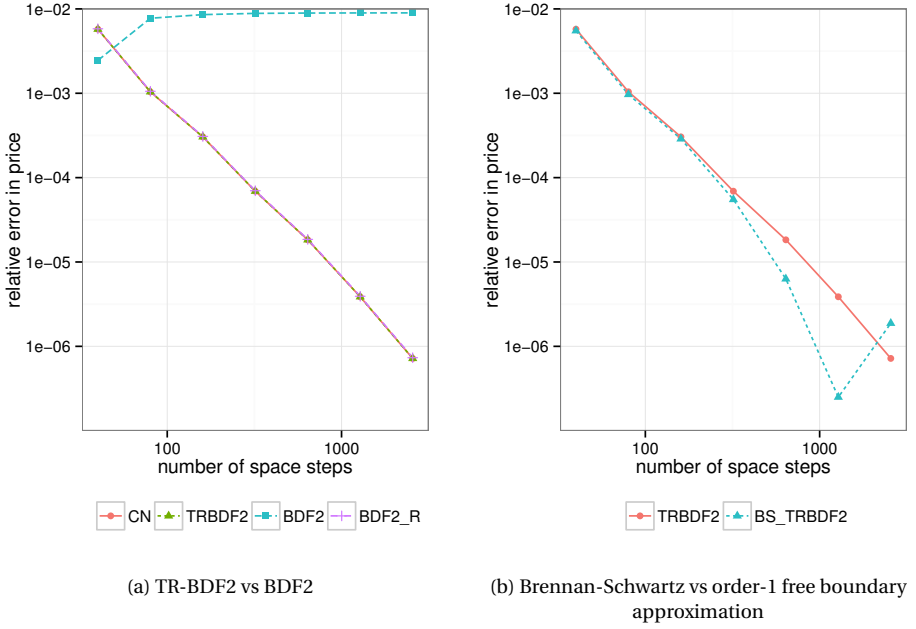 1e-02
1e-03
1e-04
1e-05
1e-06
relative error in price
100
1000
number of space steps
CN TRBDF2 BDF2 BDF2_R
(a) TR-BDF2 vs BDF2
1e-02
1e-03
1e-04
1e-05
1e-06
relative error in price
100
1000
number of space steps
TRBDF2 BS_TRBDF2
(b) Brennan-Schwartz vs order-1 free boundary
approximation